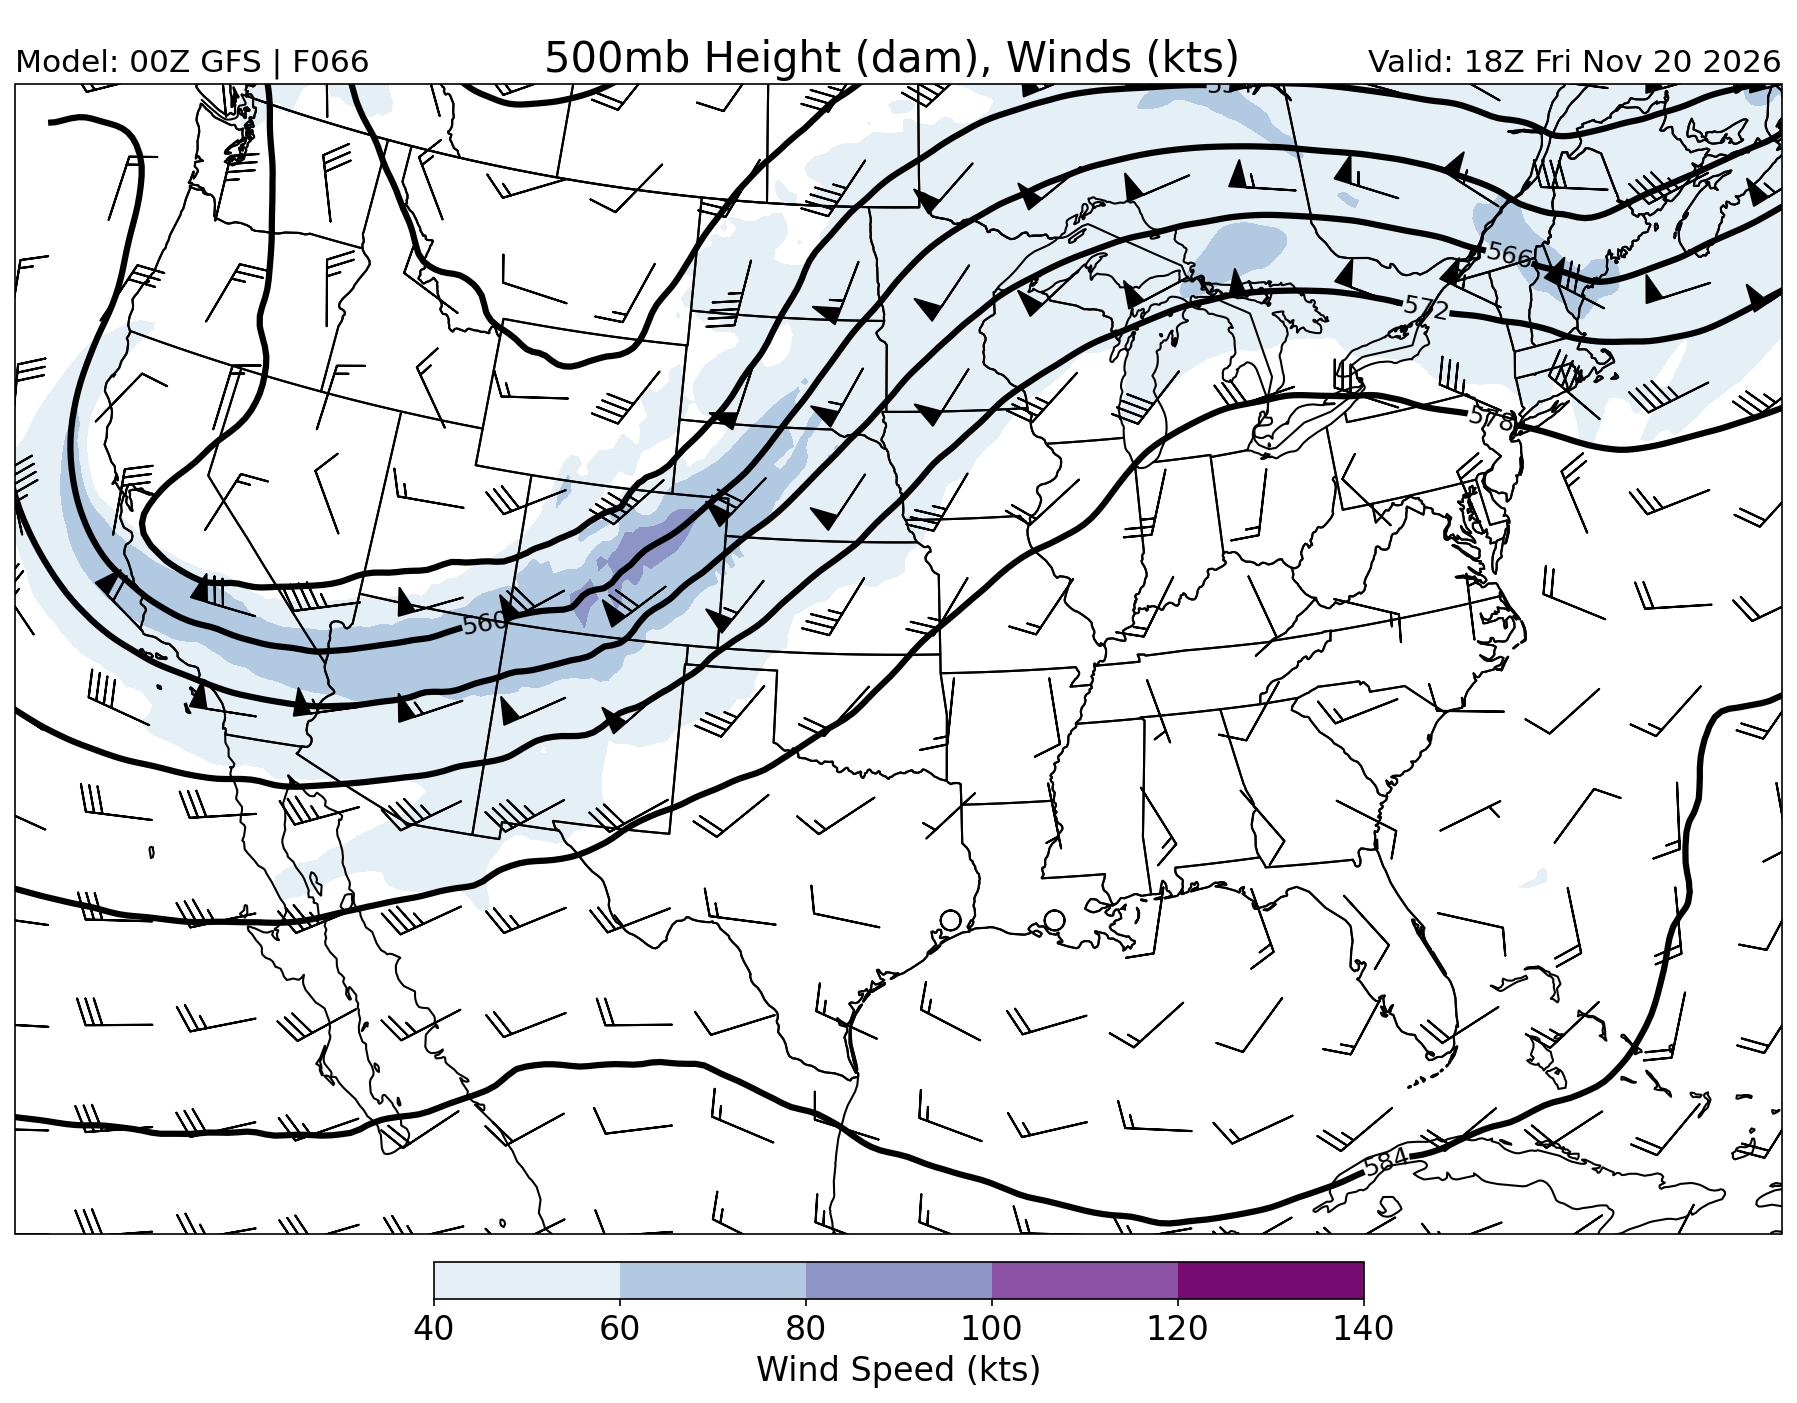 Model: 00Z GFS | F066
500mb Height (dam), Winds (kts)
Valid: 18Z Fri Nov 20 2026
566
572
578
560
584
40 60 80 100 120 140
Wind Speed (kts)